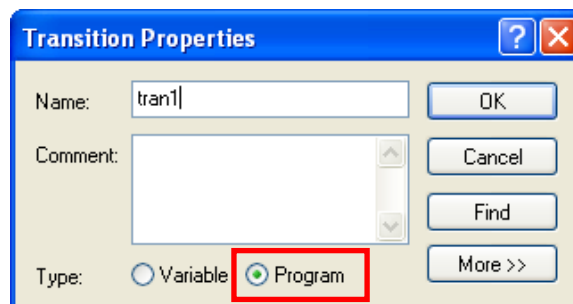 Transition Properties
Name: tran1 OK
Comment: Cancel
Find
Type: Variable Program More >>